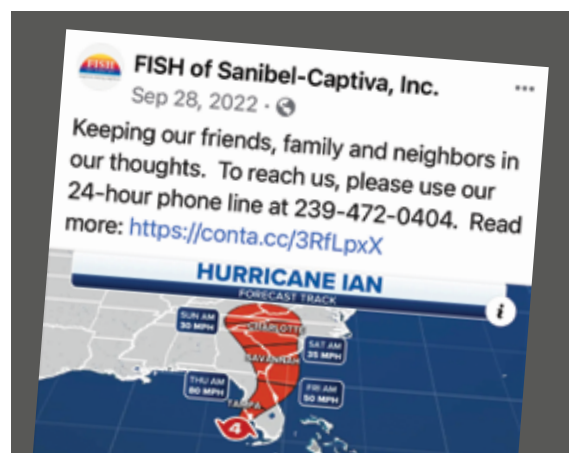 FISH
FISH of Sanibel-Captiva, Inc.
Sep 28, 2022 ·
Keeping our friends, family and neighbors in
our thoughts.  To reach us, please use our
24-hour phone line at 239-472-0404.  Read
more: https://conta.cc/3RfLpxX
HURRICANE IAN
FORECAST TRACK
i
SUN AM
30 MPH
CHARLOTTE
SAT AM
35 MPH
SAVANNAH
THU AM
80 MPH
FRI AM
50 MPH
TAMPA
4